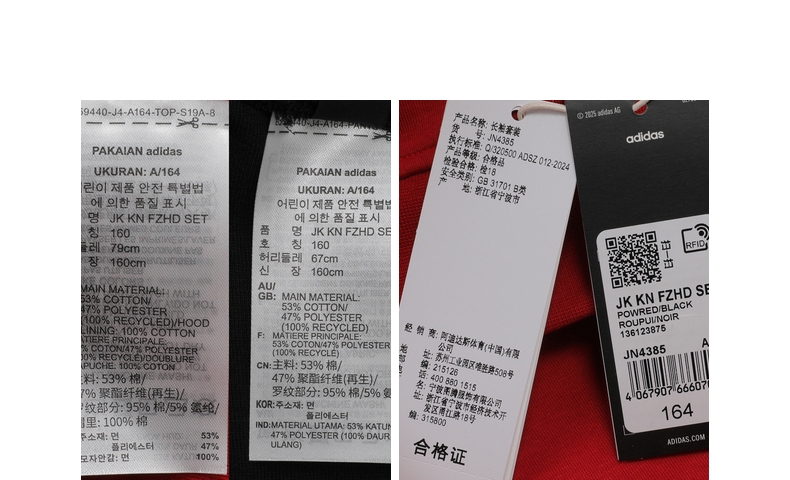 59440-J4-A164-TOP-S19A-8
PAKAIAN adidas
UKURAN: A/164
린이 제품 안전 특별법
에 의한 품질 표시
명 JK KN FZHD SET
칭 160
레 79cm
장 160cm
MAIN MATERIAL:
53% COTTON/
47% POLYESTER
(100% RECYCLED)/HOOD
LINING: 100% COTTON
MATIERE PRINCIPALE:
53% COTON/47% POLYESTER
(100% RECYCLE)/DOUBLURE
CAPUCHE: 100% COTON
主料: 53% 棉/
47% 聚酯纤维(再生)/
罗纹部分: 95% 棉/5% 氨纶/
里: 100% 棉
주소재: 면 53%
폴리에스터 47%
모자안감: 면 100%
PAKAIAN adidas
UKURAN: A/164
어린이 제품 안전 특별법
에 의한 품질 표시
품 명 JK KN FZHD SE
호 칭 160
허리둘레 67cm
신 장 160cm
AU/
GB: MAIN MATERIAL:
53% COTTON/
47% POLYESTER
(100% RECYCLED)
F: MATIERE PRINCIPALE:
53% COTON/47% POLYESTER
(100% RECYCLÉ)
CN: 主料: 53% 棉/
47% 聚酯纤维(再生)/
罗纹部分: 95% 棉/5% 氨
KOR: 주소재: 면
폴리에스터
IND: MATERIAL UTAMA: 53% KATUN
47% POLYESTER (100% DAUR
ULANG)
产品名称: 长袖套装
货 号: JN4385
执行标准: Q/320500 ADSZ 012-2024
产品等级: 合格品
检验合格: 检18
安全类别: GB 31701 B类
产 地: 浙江省宁波市
经 销 商: 阿迪达斯体育(中国)有限
公司
地 址: 苏州工业园区唯胜路508号
编: 215126
话: 400 880 1515
名: 宁波甬腾服饰有限公司
址: 浙江省宁波市经济技术开
发区甬江路18号
编: 315800
合格证
© 2025 adidas AG
adidas
RFID
JK KN FZHD SE
POWRED/BLACK
ROUPUI/NOIR
136123875
JN4385
4 067907 666070
164
ADIDAS.COM